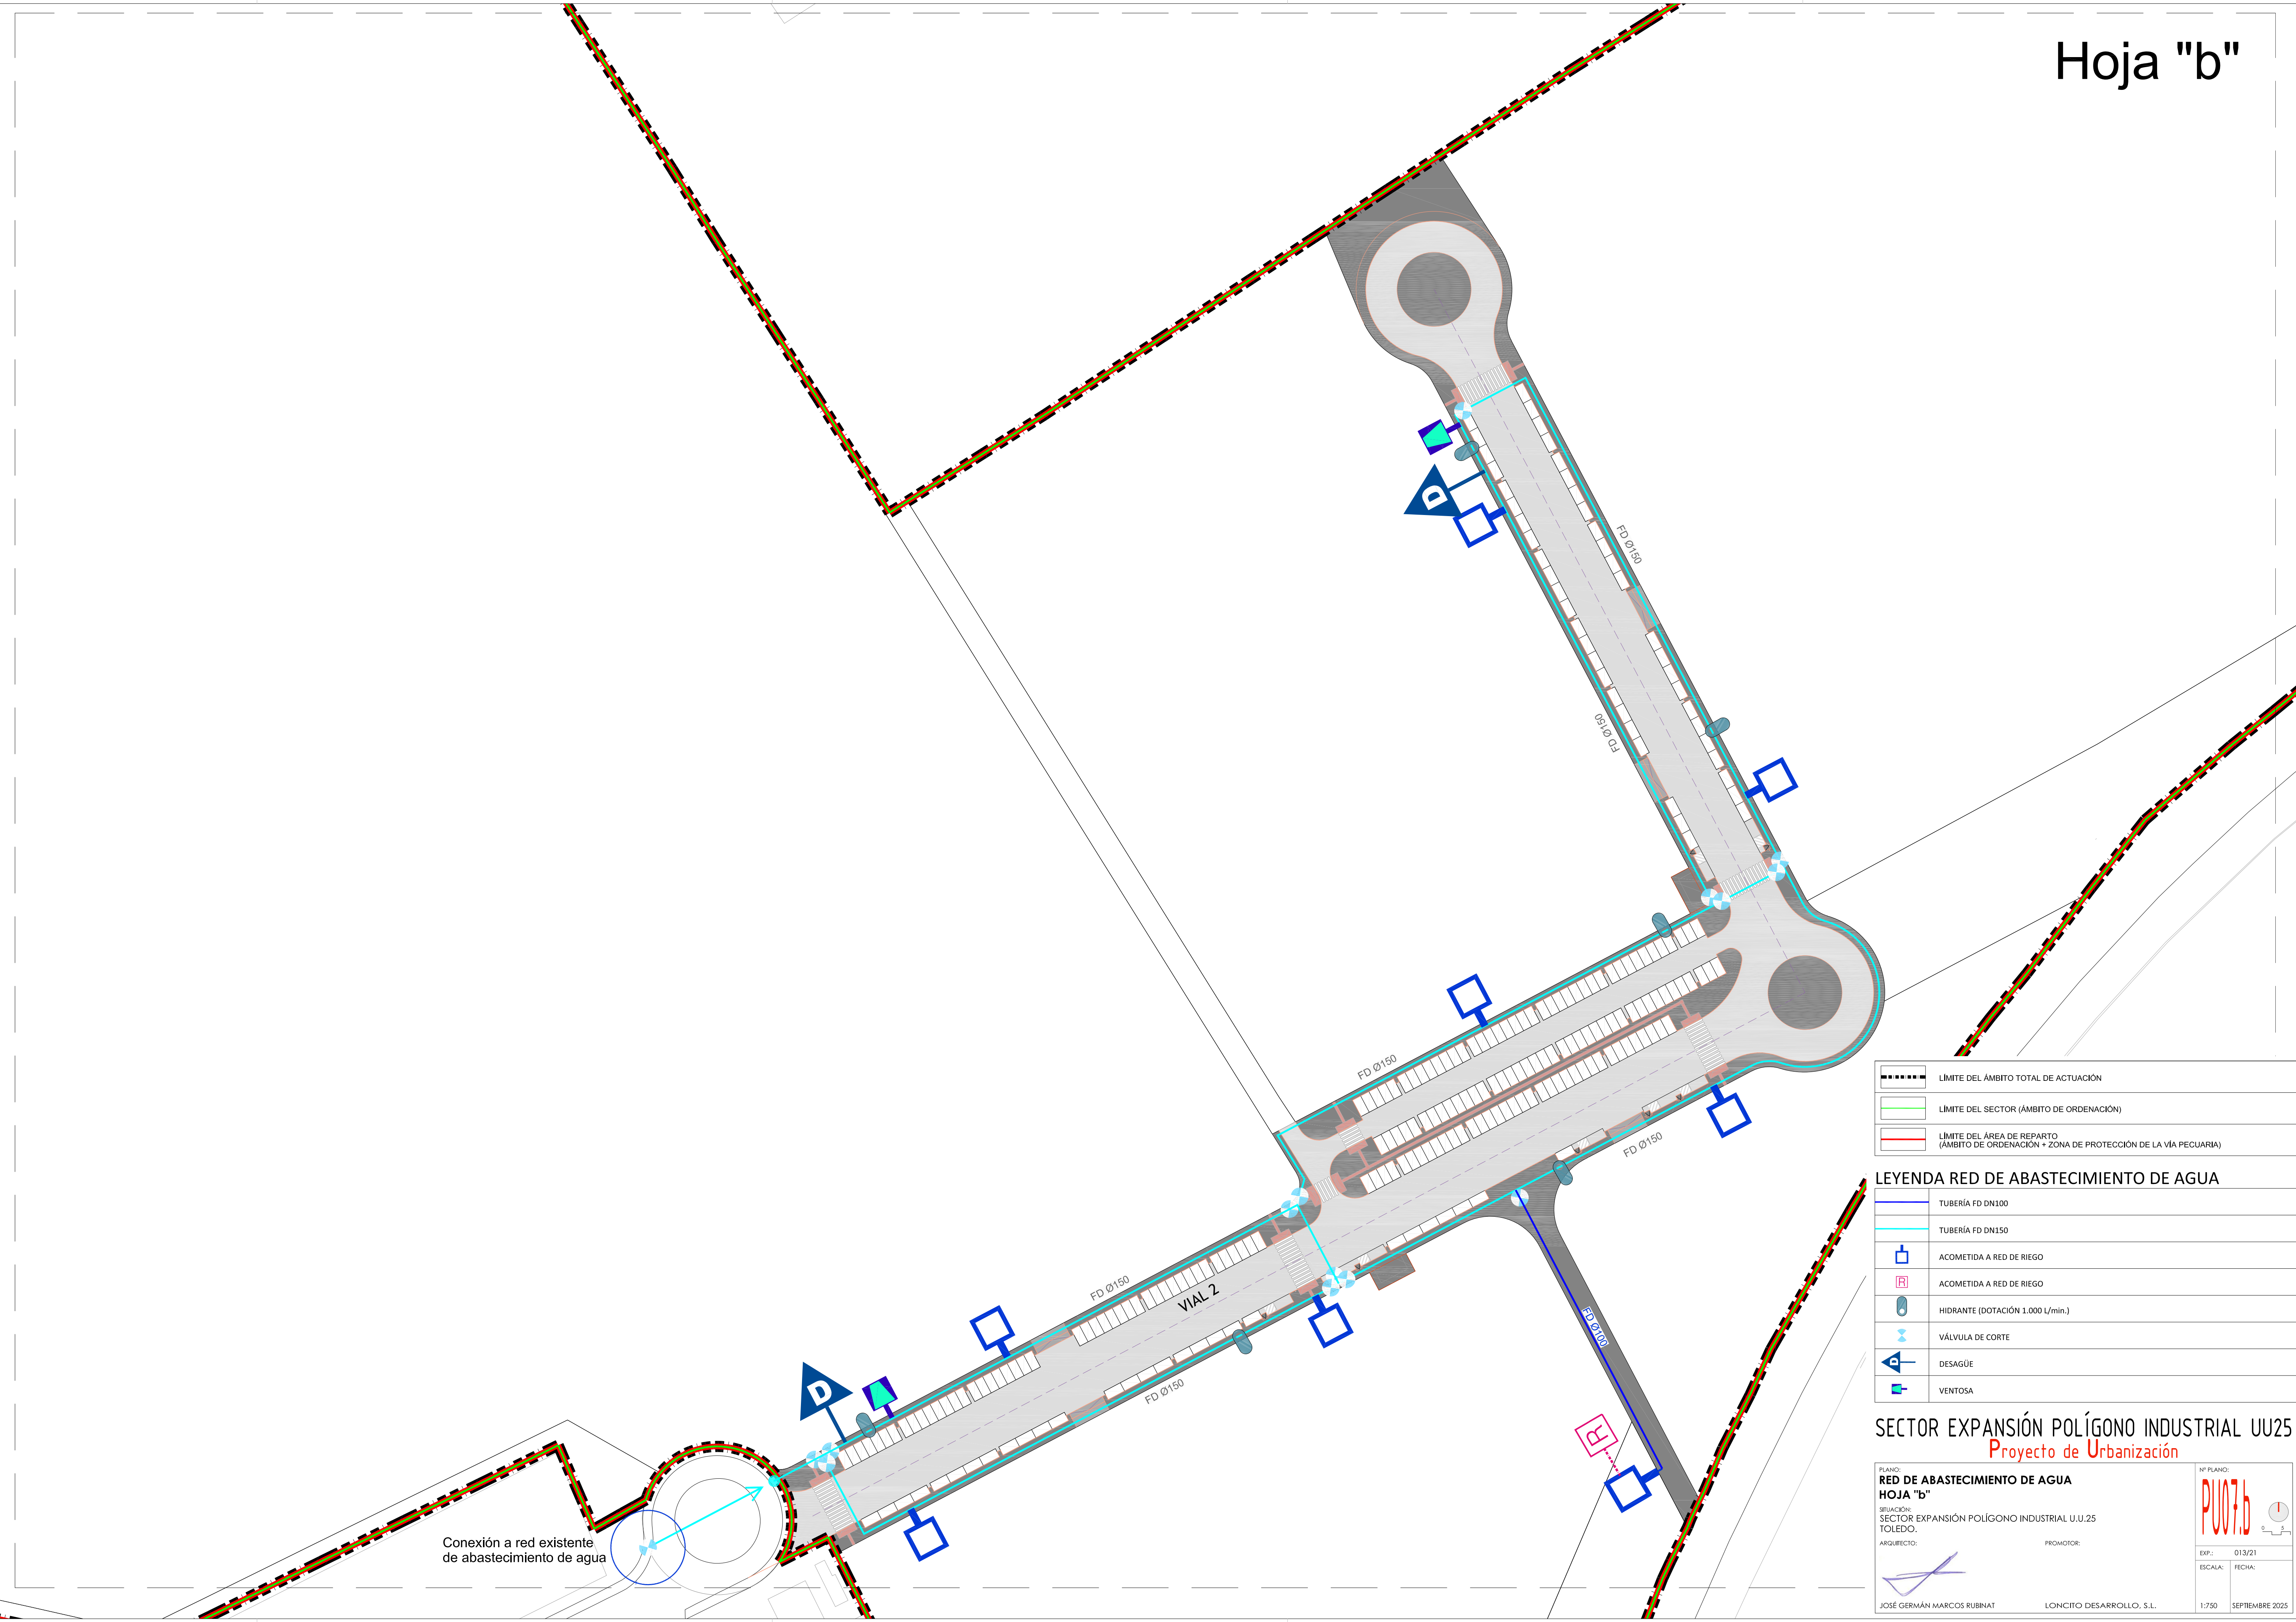 Hoja "b"
D
FD Ø150
FD Ø150
FD Ø150
FD Ø150
FD Ø150
VIAL 2
FD Ø150
FD Ø100
D
R
Conexión a red existente
de abastecimiento de agua
LÍMITE DEL ÁMBITO TOTAL DE ACTUACIÓN
LÍMITE DEL SECTOR (ÁMBITO DE ORDENACIÓN)
LÍMITE DEL ÁREA DE REPARTO
(ÁMBITO DE ORDENACIÓN + ZONA DE PROTECCIÓN DE LA VÍA PECUARIA)
LEYENDA RED DE ABASTECIMIENTO DE AGUA
TUBERÍA FD DN100
TUBERÍA FD DN150
ACOMETIDA A RED DE RIEGO
R ACOMETIDA A RED DE RIEGO
HIDRANTE (DOTACIÓN 1.000 L/min.)
VÁLVULA DE CORTE
D DESAGÜE
VENTOSA
SECTOR EXPANSIÓN POLÍGONO INDUSTRIAL UU25
Proyecto de Urbanización
PLANO:
RED DE ABASTECIMIENTO DE AGUA
HOJA "b"
SITUACIÓN:
SECTOR EXPANSIÓN POLÍGONO INDUSTRIAL U.U.25
TOLEDO.
ARQUITECTO:
PROMOTOR:
JOSÉ GERMÁN MARCOS RUBINAT
LONCITO DESARROLLO, S.L.
Nº PLANO:
PU07.b
0 5
EXP.: 013/21
ESCALA: FECHA:
1:750 SEPTIEMBRE 2025